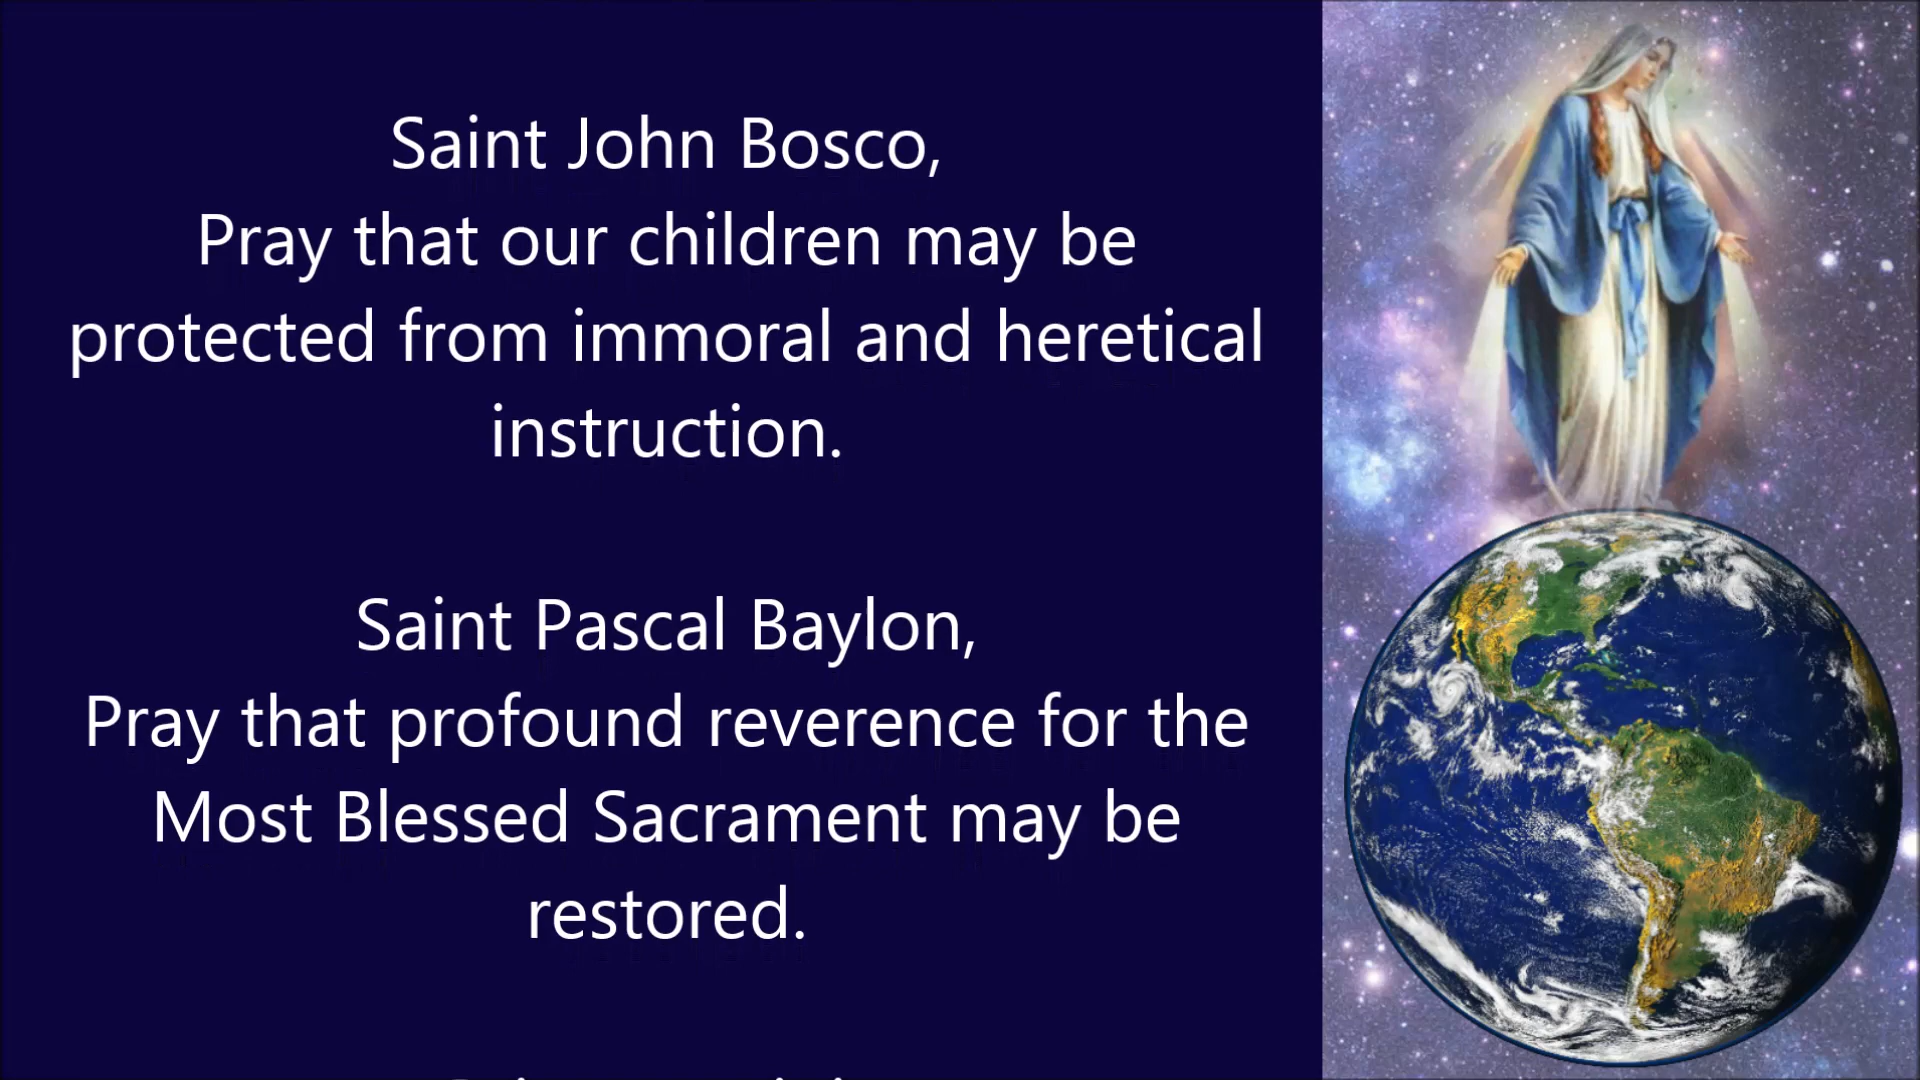 Saint John Bosco,
Pray that our children may be
protected from immoral and heretical
instruction.
Saint Pascal Baylon,
Pray that profound reverence for the
Most Blessed Sacrament may be
restored.